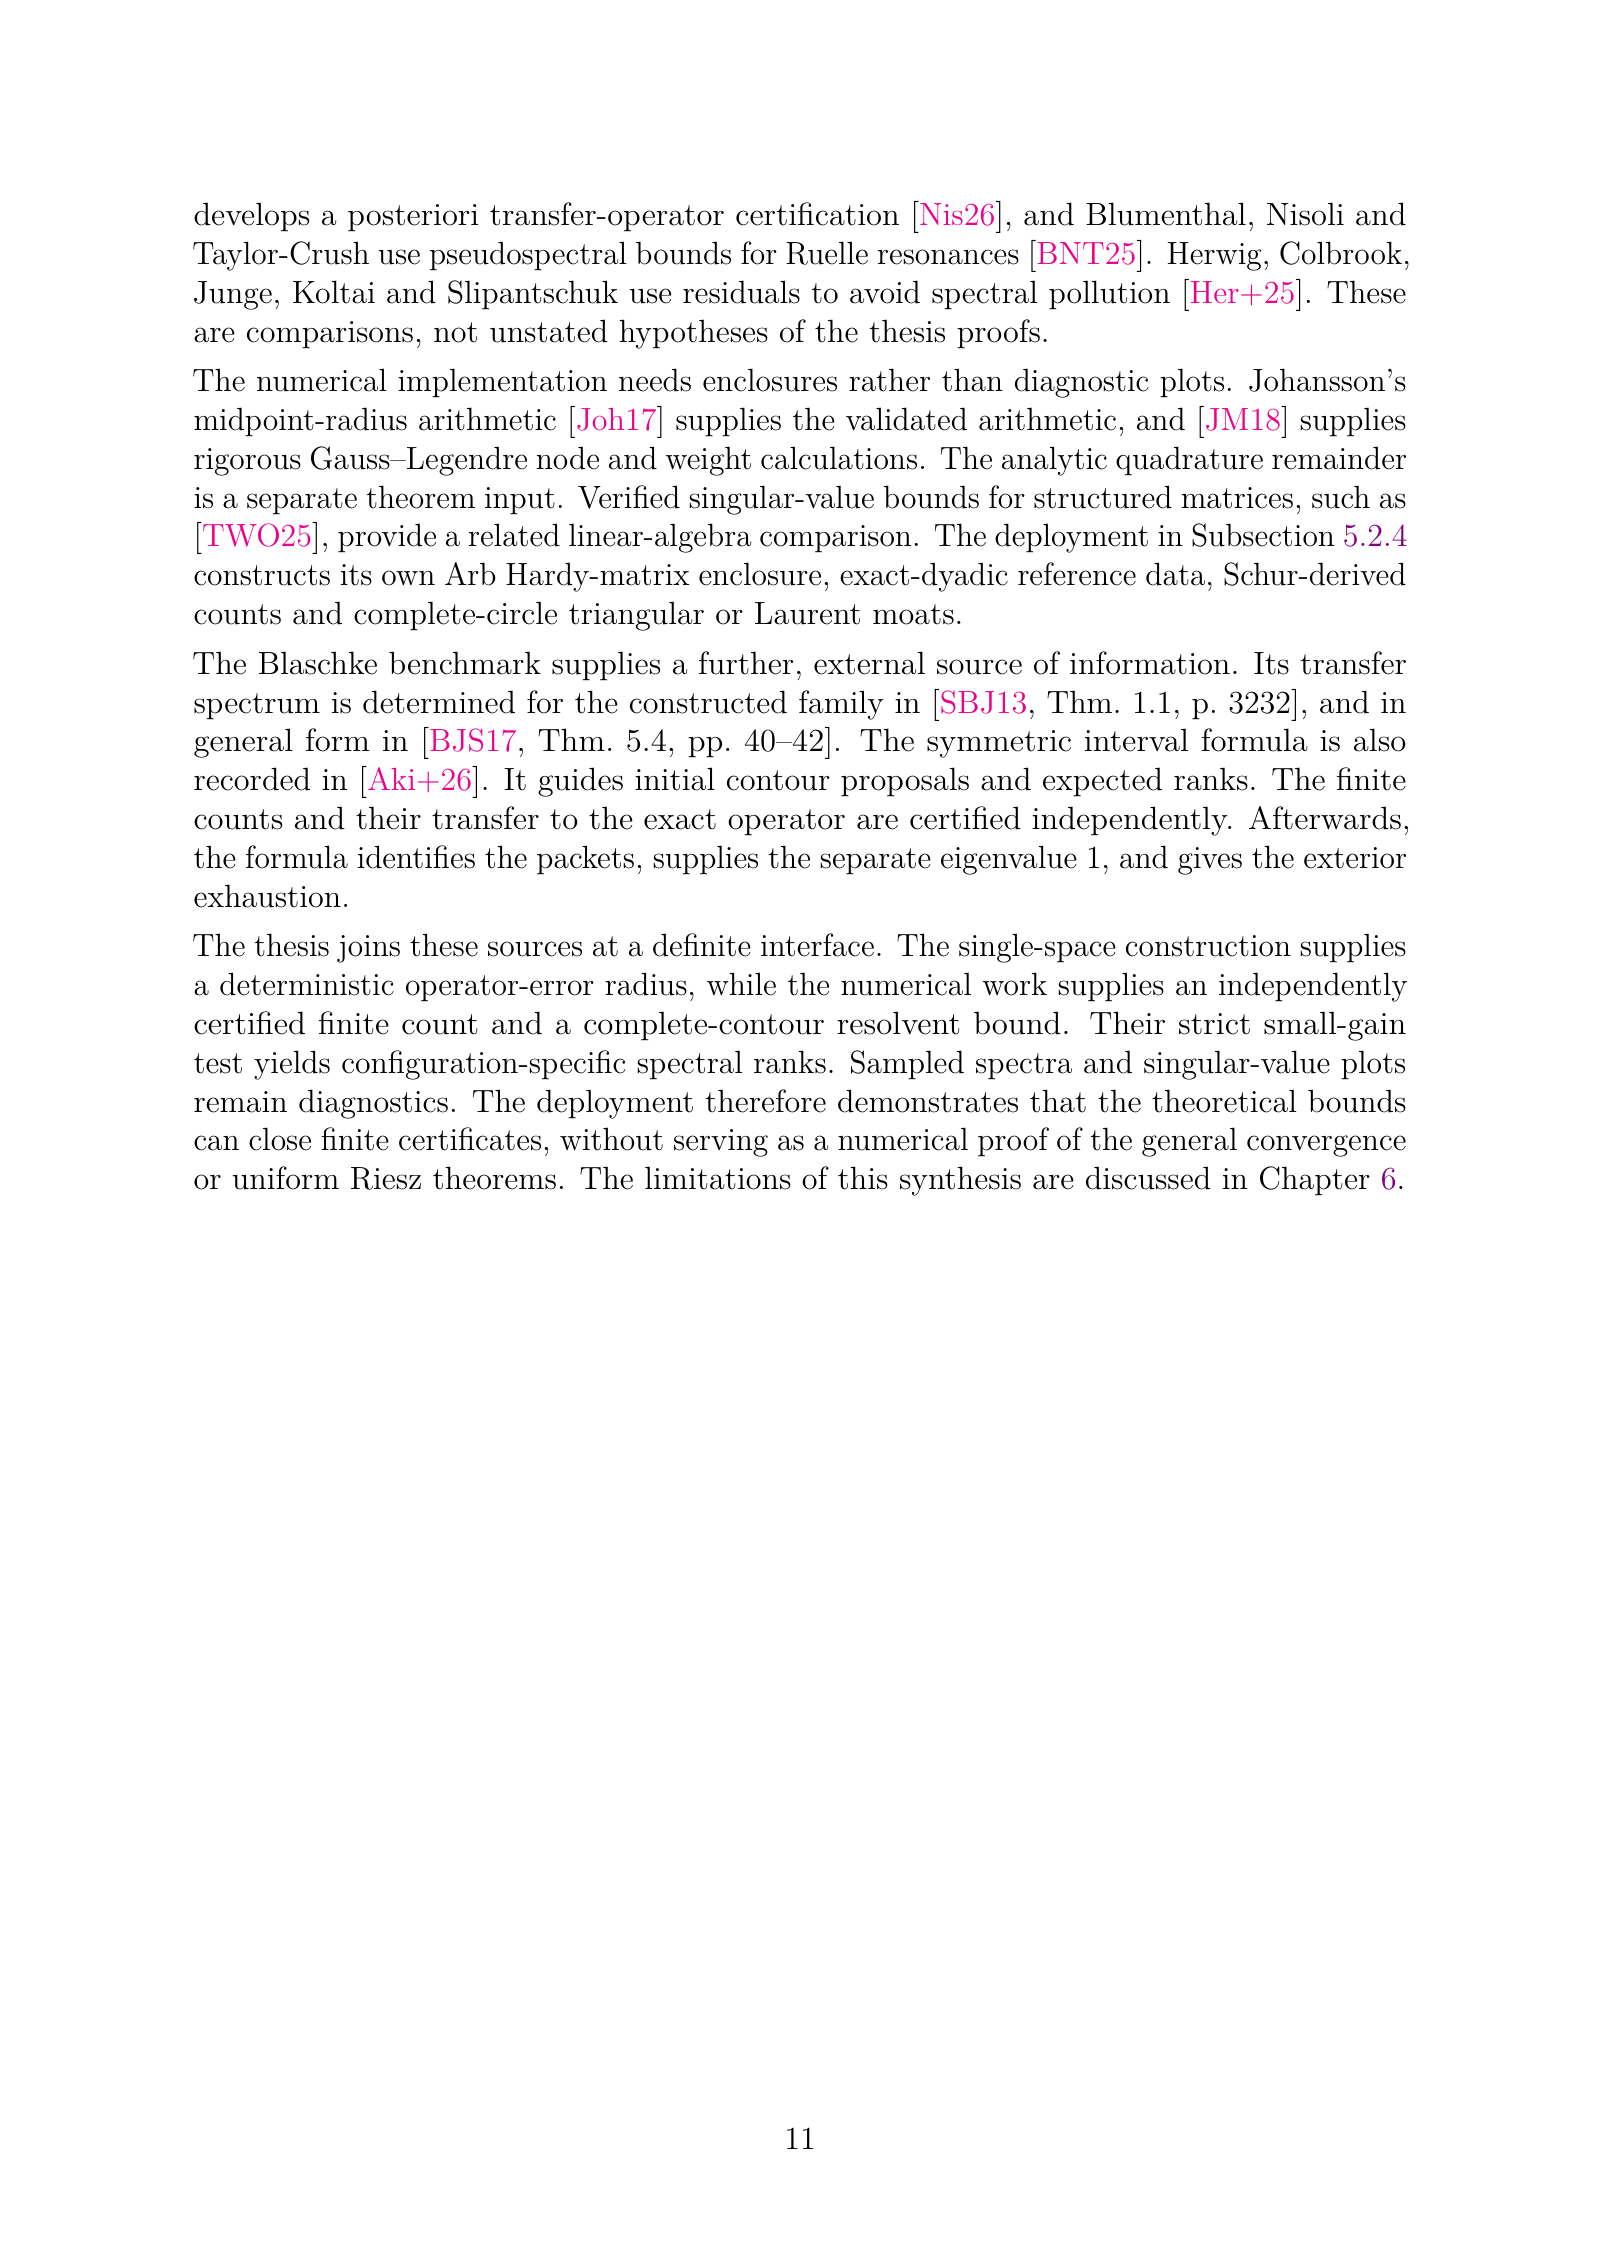 develops a posteriori transfer-operator certification [Nis26], and Blumenthal, Nisoli and
Taylor-Crush use pseudospectral bounds for Ruelle resonances [BNT25]. Herwig, Colbrook,
Junge, Koltai and Slipantschuk use residuals to avoid spectral pollution [Her+25]. These
are comparisons, not unstated hypotheses of the thesis proofs.
The numerical implementation needs enclosures rather than diagnostic plots. Johansson’s
midpoint-radius arithmetic [Joh17] supplies the validated arithmetic, and [JM18] supplies
rigorous Gauss–Legendre node and weight calculations. The analytic quadrature remainder
is a separate theorem input. Verified singular-value bounds for structured matrices, such as
[TWO25], provide a related linear-algebra comparison. The deployment in Subsection 5.2.4
constructs its own Arb Hardy-matrix enclosure, exact-dyadic reference data, Schur-derived
counts and complete-circle triangular or Laurent moats.
The Blaschke benchmark supplies a further, external source of information. Its transfer
spectrum is determined for the constructed family in [SBJ13, Thm. 1.1, p. 3232], and in
general form in [BJS17, Thm. 5.4, pp. 40–42]. The symmetric interval formula is also
recorded in [Aki+26]. It guides initial contour proposals and expected ranks. The finite
counts and their transfer to the exact operator are certified independently. Afterwards,
the formula identifies the packets, supplies the separate eigenvalue 1, and gives the exterior
exhaustion.
The thesis joins these sources at a definite interface. The single-space construction supplies
a deterministic operator-error radius, while the numerical work supplies an independently
certified finite count and a complete-contour resolvent bound. Their strict small-gain
test yields configuration-specific spectral ranks. Sampled spectra and singular-value plots
remain diagnostics. The deployment therefore demonstrates that the theoretical bounds
can close finite certificates, without serving as a numerical proof of the general convergence
or uniform Riesz theorems. The limitations of this synthesis are discussed in Chapter 6.
11